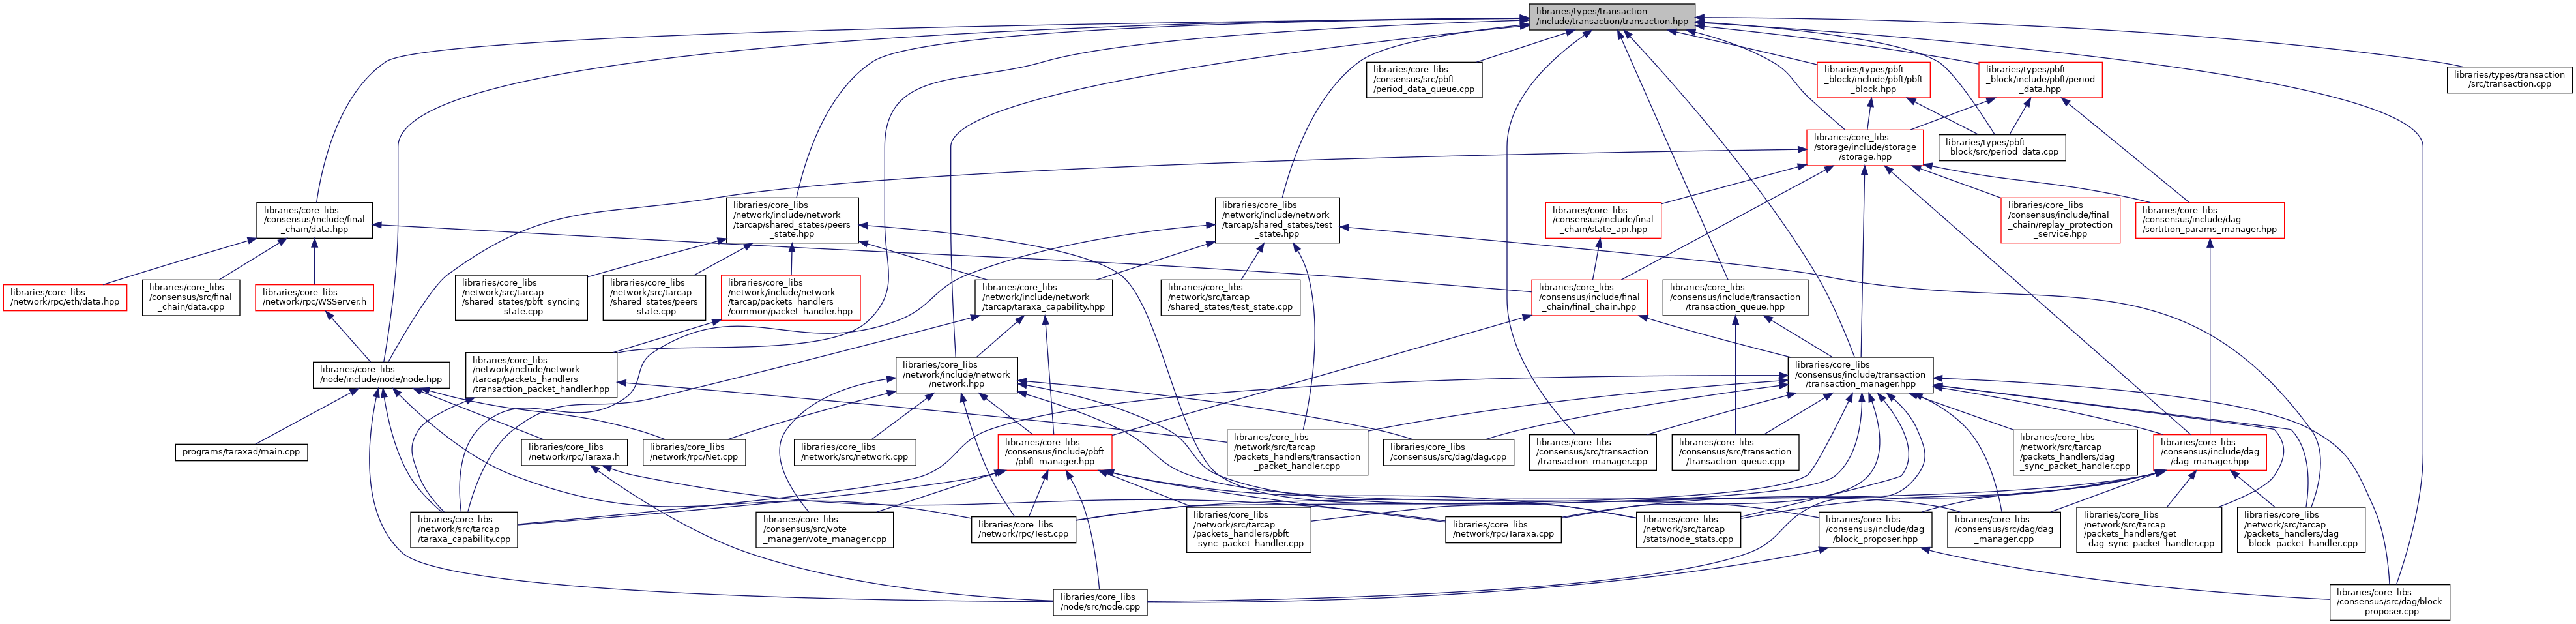 libraries/types/transaction
/include/transaction/transaction.hpp
libraries/core_libs
/consensus/src/pbft
/period_data_queue.cpp
libraries/types/pbft
_block/include/pbft/pbft
_block.hpp
libraries/types/pbft
_block/include/pbft/period
_data.hpp
libraries/types/transaction
/src/transaction.cpp
libraries/core_libs
/storage/include/storage
/storage.hpp
libraries/types/pbft
_block/src/period_data.cpp
libraries/core_libs
/consensus/include/final
_chain/data.hpp
libraries/core_libs
/network/include/network
/tarcap/shared_states/peers
_state.hpp
libraries/core_libs
/network/include/network
/tarcap/shared_states/test
_state.hpp
libraries/core_libs
/consensus/include/final
_chain/state_api.hpp
libraries/core_libs
/consensus/include/final
_chain/replay_protection
_service.hpp
libraries/core_libs
/consensus/include/dag
/sortition_params_manager.hpp
libraries/core_libs
/network/rpc/eth/data.hpp
libraries/core_libs
/consensus/src/final
_chain/data.cpp
libraries/core_libs
/network/rpc/WSServer.h
libraries/core_libs
/network/src/tarcap
/shared_states/pbft_syncing
_state.cpp
libraries/core_libs
/network/src/tarcap
/shared_states/peers
_state.cpp
libraries/core_libs
/network/include/network
/tarcap/packets_handlers
/common/packet_handler.hpp
libraries/core_libs
/network/include/network
/tarcap/taraxa_capability.hpp
libraries/core_libs
/network/src/tarcap
/shared_states/test_state.cpp
libraries/core_libs
/consensus/include/final
_chain/final_chain.hpp
libraries/core_libs
/consensus/include/transaction
/transaction_queue.hpp
libraries/core_libs
/node/include/node/node.hpp
libraries/core_libs
/network/include/network
/tarcap/packets_handlers
/transaction_packet_handler.hpp
libraries/core_libs
/network/include/network
/network.hpp
libraries/core_libs
/consensus/include/transaction
/transaction_manager.hpp
programs/taraxad/main.cpp
libraries/core_libs
/network/rpc/Taraxa.h
libraries/core_libs
/network/rpc/Net.cpp
libraries/core_libs
/network/src/network.cpp
libraries/core_libs
/consensus/include/pbft
/pbft_manager.hpp
libraries/core_libs
/network/src/tarcap
/packets_handlers/transaction
_packet_handler.cpp
libraries/core_libs
/consensus/src/dag/dag.cpp
libraries/core_libs
/consensus/src/transaction
/transaction_manager.cpp
libraries/core_libs
/consensus/src/transaction
/transaction_queue.cpp
libraries/core_libs
/network/src/tarcap
/packets_handlers/dag
_sync_packet_handler.cpp
libraries/core_libs
/consensus/include/dag
/dag_manager.hpp
libraries/core_libs
/network/src/tarcap
/taraxa_capability.cpp
libraries/core_libs
/consensus/src/vote
_manager/vote_manager.cpp
libraries/core_libs
/network/rpc/Test.cpp
libraries/core_libs
/network/src/tarcap
/packets_handlers/pbft
_sync_packet_handler.cpp
libraries/core_libs
/network/rpc/Taraxa.cpp
libraries/core_libs
/network/src/tarcap
/stats/node_stats.cpp
libraries/core_libs
/consensus/include/dag
/block_proposer.hpp
libraries/core_libs
/consensus/src/dag/dag
_manager.cpp
libraries/core_libs
/network/src/tarcap
/packets_handlers/get
_dag_sync_packet_handler.cpp
libraries/core_libs
/network/src/tarcap
/packets_handlers/dag
_block_packet_handler.cpp
libraries/core_libs
/node/src/node.cpp
libraries/core_libs
/consensus/src/dag/block
_proposer.cpp